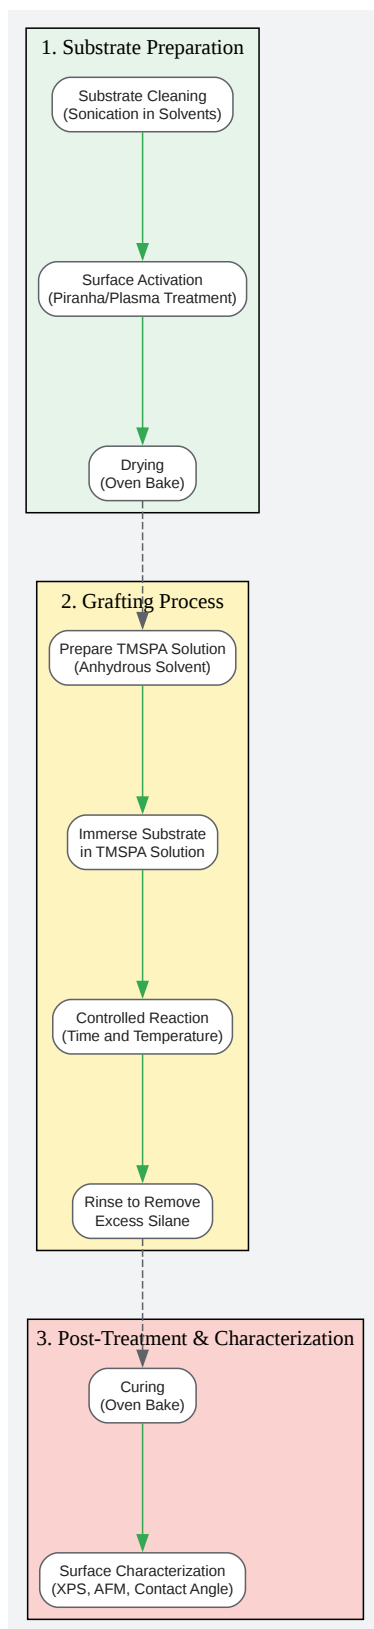 1. Substrate Preparation
Substrate Cleaning
(Sonication in Solvents)
Surface Activation
(Piranha/Plasma Treatment)
Drying
(Oven Bake)
2. Grafting Process
Prepare TMSPA Solution
(Anhydrous Solvent)
Immerse Substrate
in TMSPA Solution
Controlled Reaction
(Time and Temperature)
Rinse to Remove
Excess Silane
3. Post-Treatment & Characterization
Curing
(Oven Bake)
Surface Characterization
(XPS, AFM, Contact Angle)